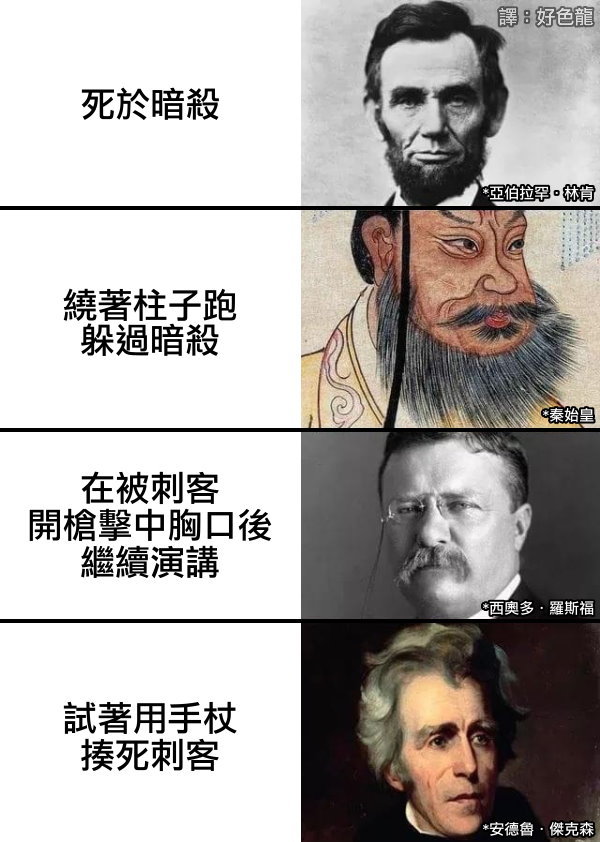 譯：好色龍
死於暗殺
*亞伯拉罕·林肯
繞著柱子跑
躲過暗殺
*秦始皇
在被刺客
開槍擊中胸口後
繼續演講
*西奧多·羅斯福
試著用手杖
揍死刺客
*安德魯·傑克森